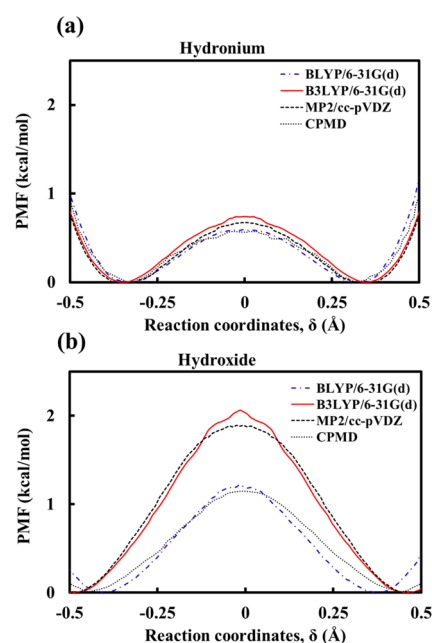 (a)
Hydronium
BLYP/6-31G(d)
B3LYP/6-31G(d)
MP2/cc-pVDZ
CPMD
2
1
0
PMF (kcal/mol)
-0.5 -0.25 0 0.25 0.5
Reaction coordinates, δ (Å)
(b)
Hydroxide
BLYP/6-31G(d)
B3LYP/6-31G(d)
MP2/cc-pVDZ
CPMD
2
1
0
PMF (kcal/mol)
-0.5 -0.25 0 0.25 0.5
Reaction coordinates, δ (Å)